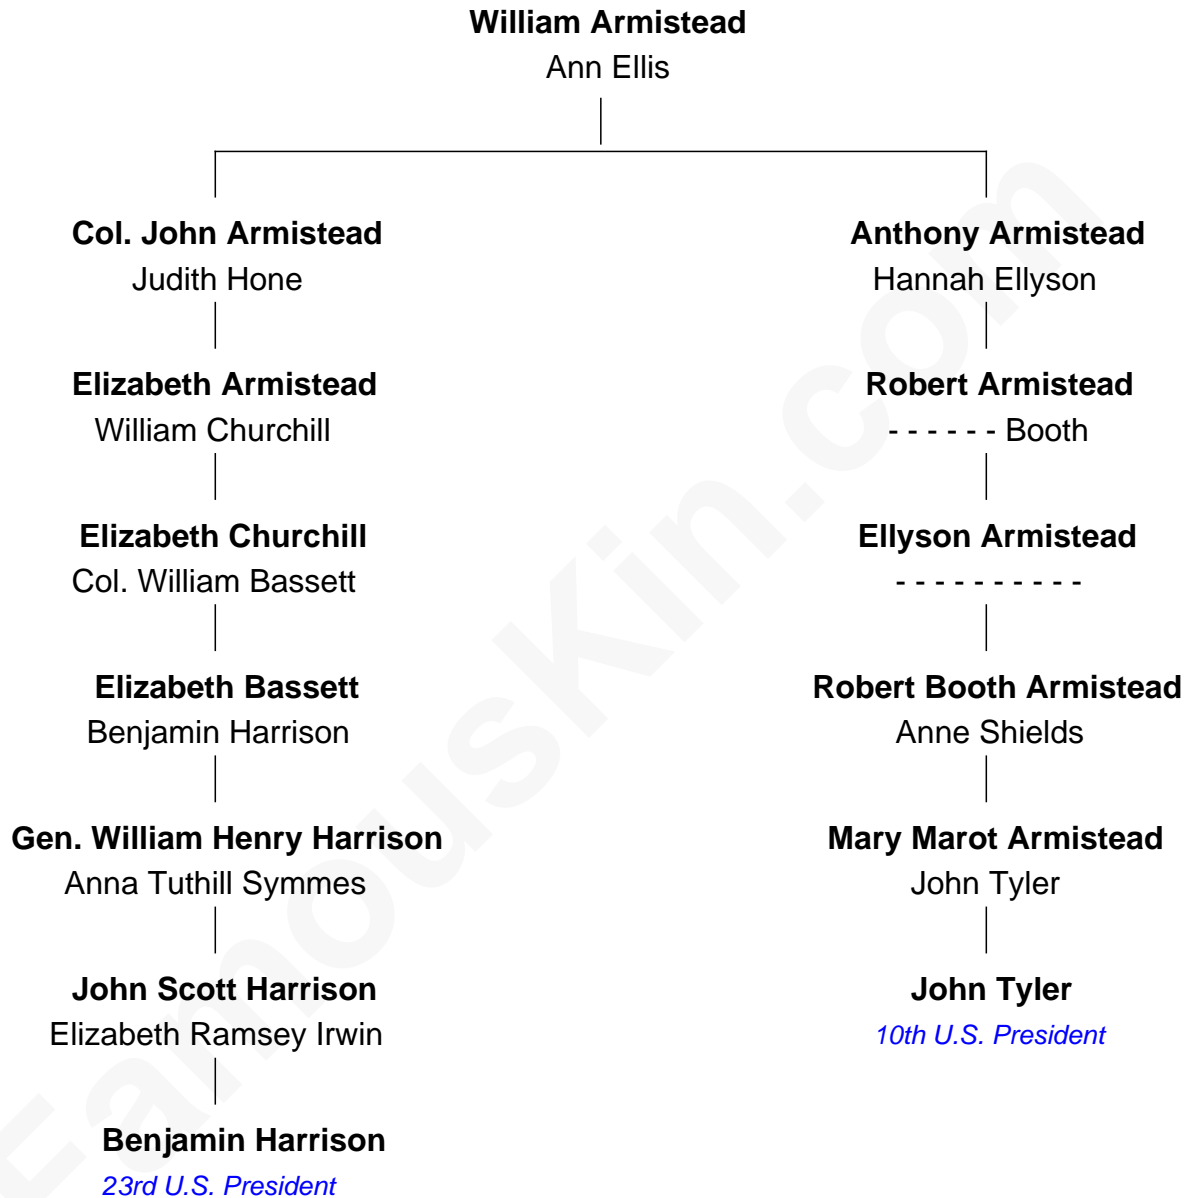 William Armistead
Ann Ellis
Col. John Armistead
Judith Hone
Anthony Armistead
Hannah Ellyson
Elizabeth Armistead
William Churchill
Robert Armistead
- - - - - - Booth
Elizabeth Churchill
Col. William Bassett
Ellyson Armistead
- - - - - - - - - -
Elizabeth Bassett
Benjamin Harrison
Robert Booth Armistead
Anne Shields
Gen. William Henry Harrison
Anna Tuthill Symmes
Mary Marot Armistead
John Tyler
John Scott Harrison
Elizabeth Ramsey Irwin
John Tyler
10th U.S. President
Benjamin Harrison
23rd U.S. President
FamousKin.com